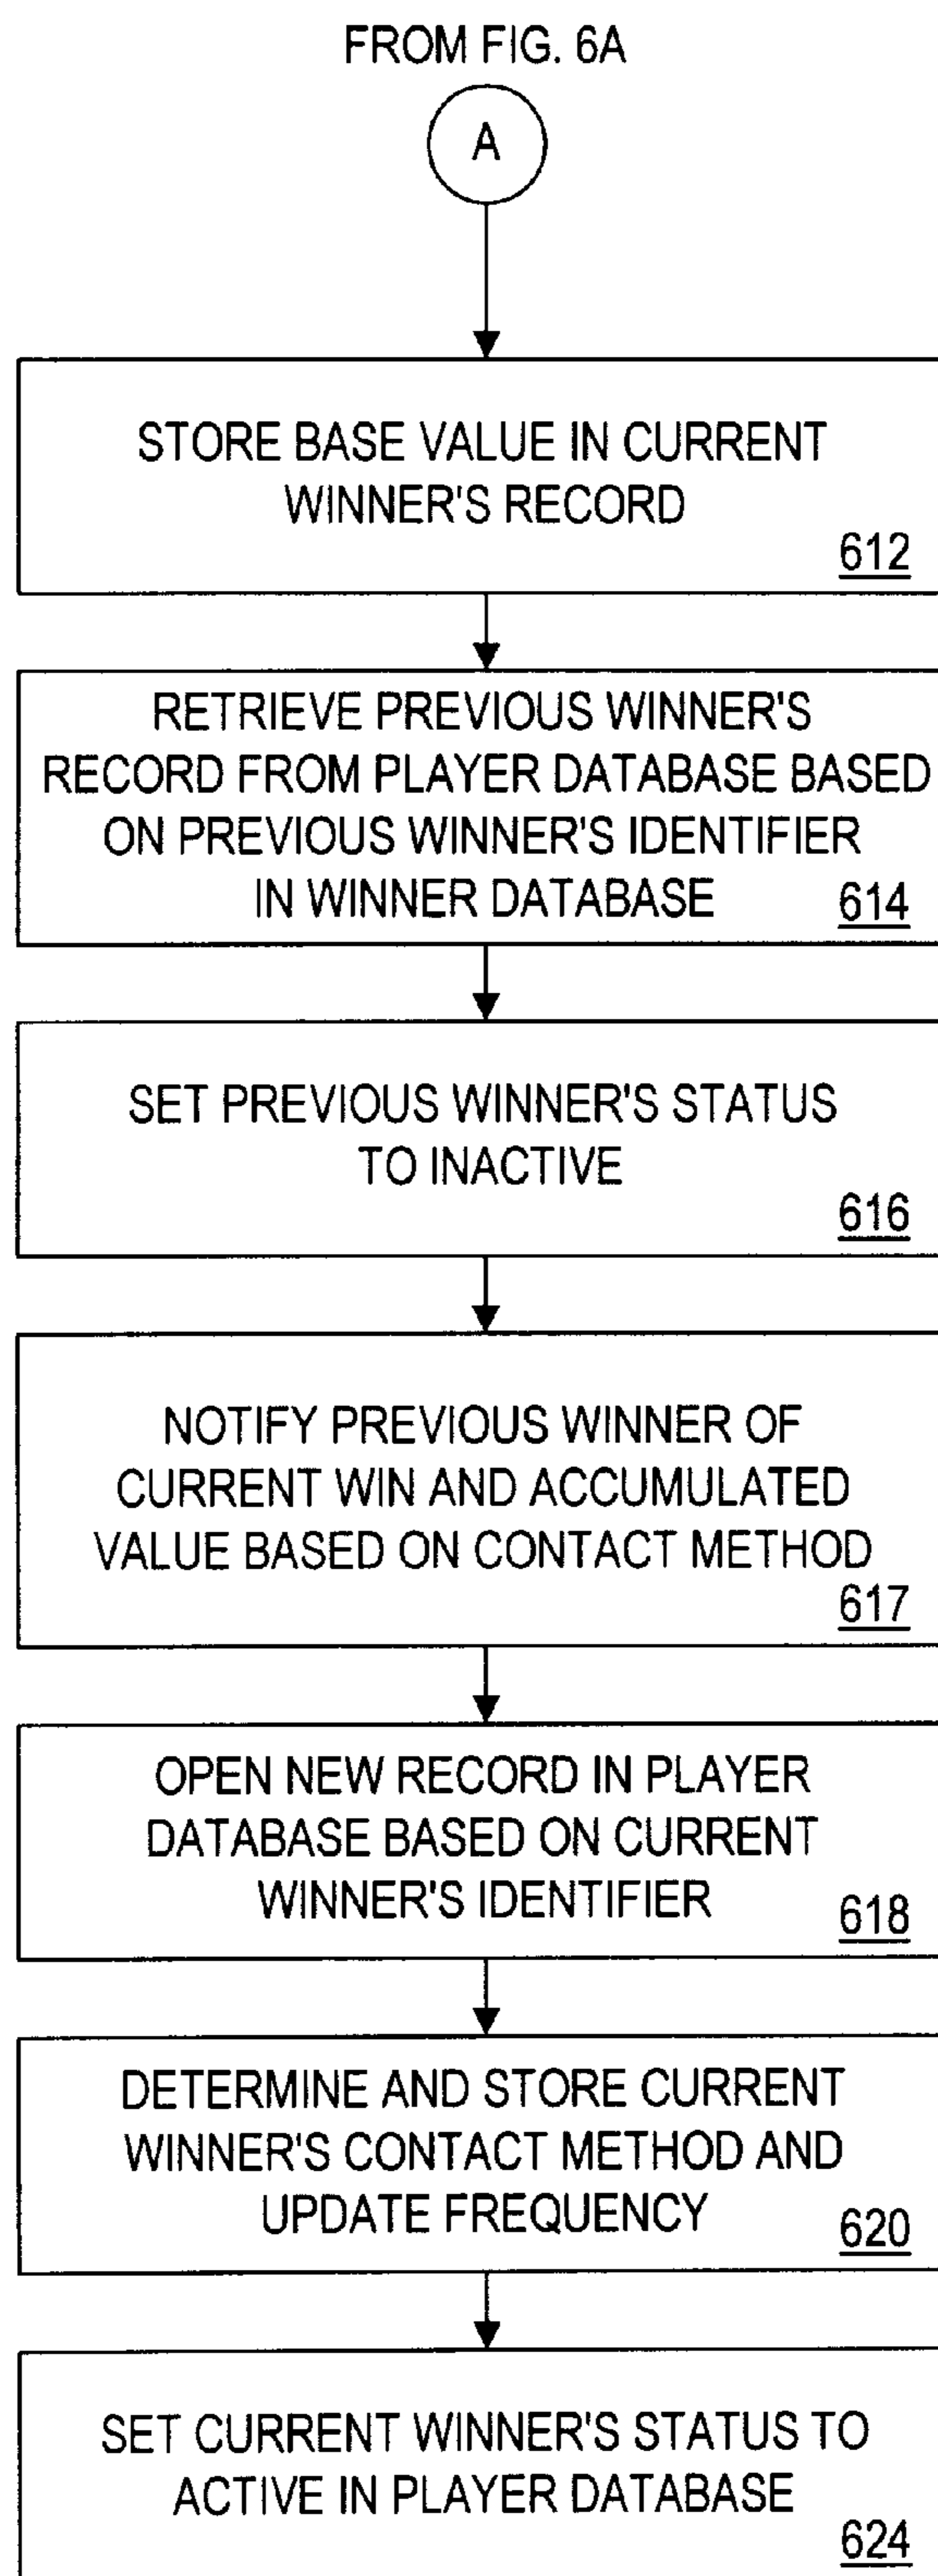 FROM FIG. 6A
A
STORE BASE VALUE IN CURRENT
WINNER'S RECORD
612
RETRIEVE PREVIOUS WINNER'S
RECORD FROM PLAYER DATABASE BASED
ON PREVIOUS WINNER'S IDENTIFIER
IN WINNER DATABASE
614
SET PREVIOUS WINNER'S STATUS
TO INACTIVE
616
NOTIFY PREVIOUS WINNER OF
CURRENT WIN AND ACCUMULATED
VALUE BASED ON CONTACT METHOD
617
OPEN NEW RECORD IN PLAYER
DATABASE BASED ON CURRENT
WINNER'S IDENTIFIER
618
DETERMINE AND STORE CURRENT
WINNER'S CONTACT METHOD AND
UPDATE FREQUENCY
620
SET CURRENT WINNER'S STATUS TO
ACTIVE IN PLAYER DATABASE
624